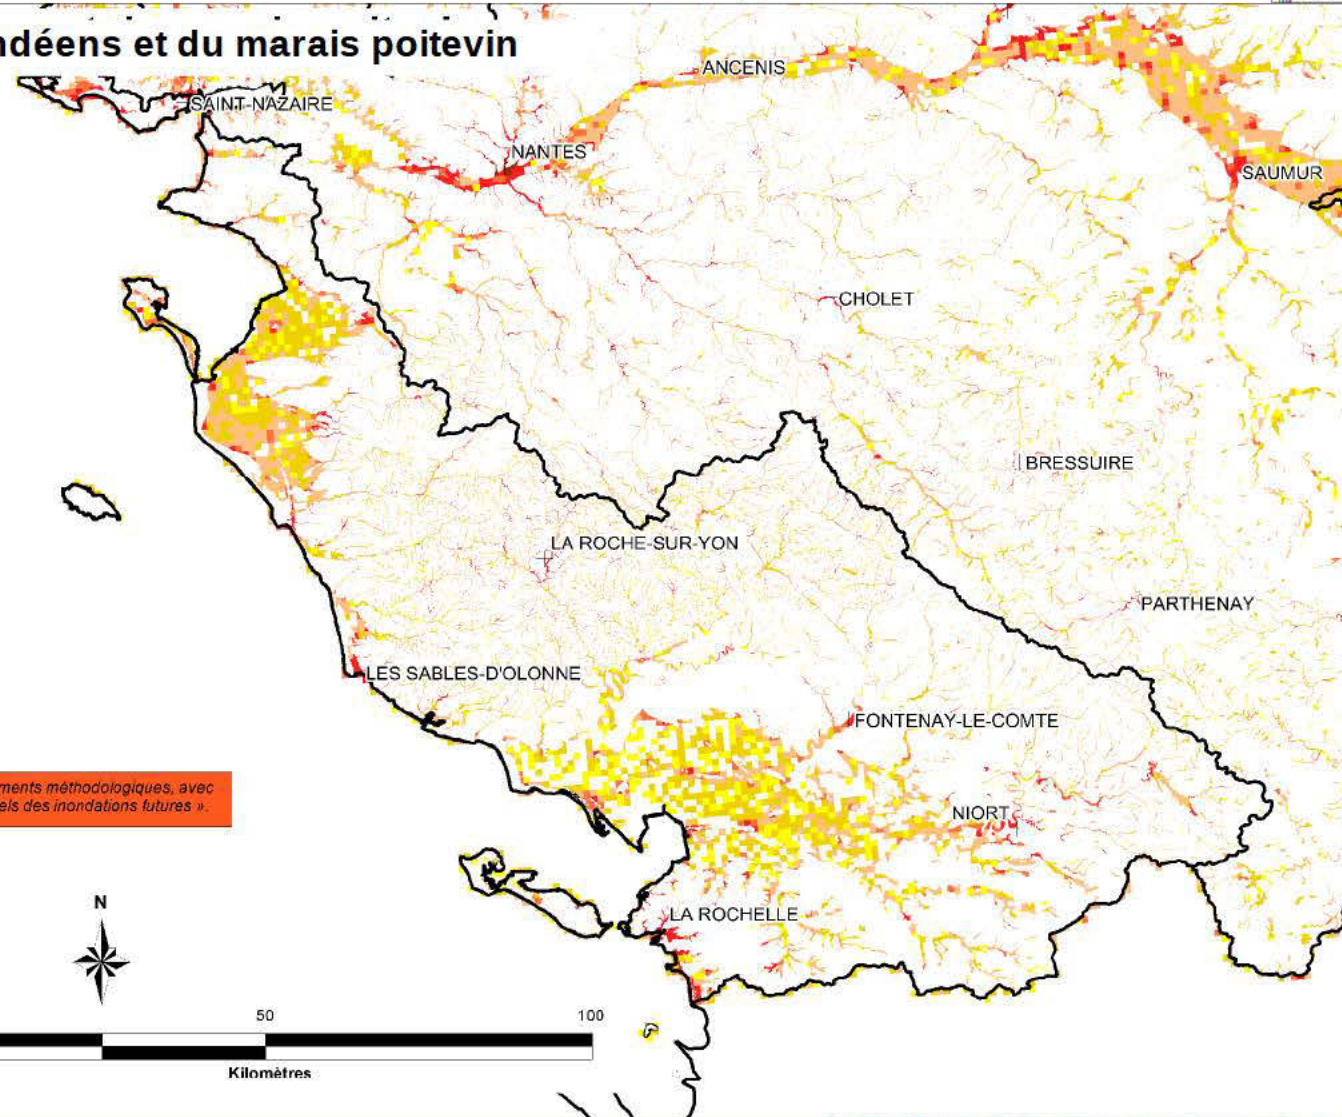 ndéens et du marais poitevin
ANCENIS
SAINT-NAZAIRE
NANTES
SAUMUR
CHOLET
BRESSUIRE
LA ROCHE-SUR-YON
PARTHENAY
LES SABLES-D'OLONNE
FONTENAY-LE-COMTE
ments méthodologiques, avec
els des inondations futures ».
NIORT
N
LA ROCHELLE
50 100
Kilomètres